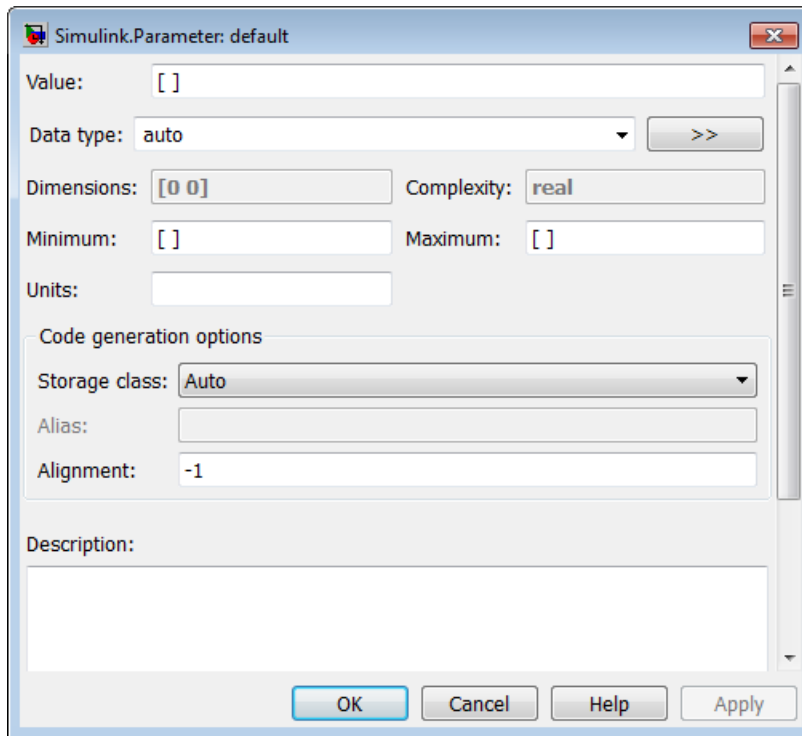 Simulink.Parameter: default
Value: [ ]
Data type: auto >>
Dimensions: [0 0] Complexity: real
Minimum: [ ] Maximum: [ ]
Units:
Code generation options
Storage class: Auto
Alias:
Alignment: -1
Description:
OK Cancel Help Apply